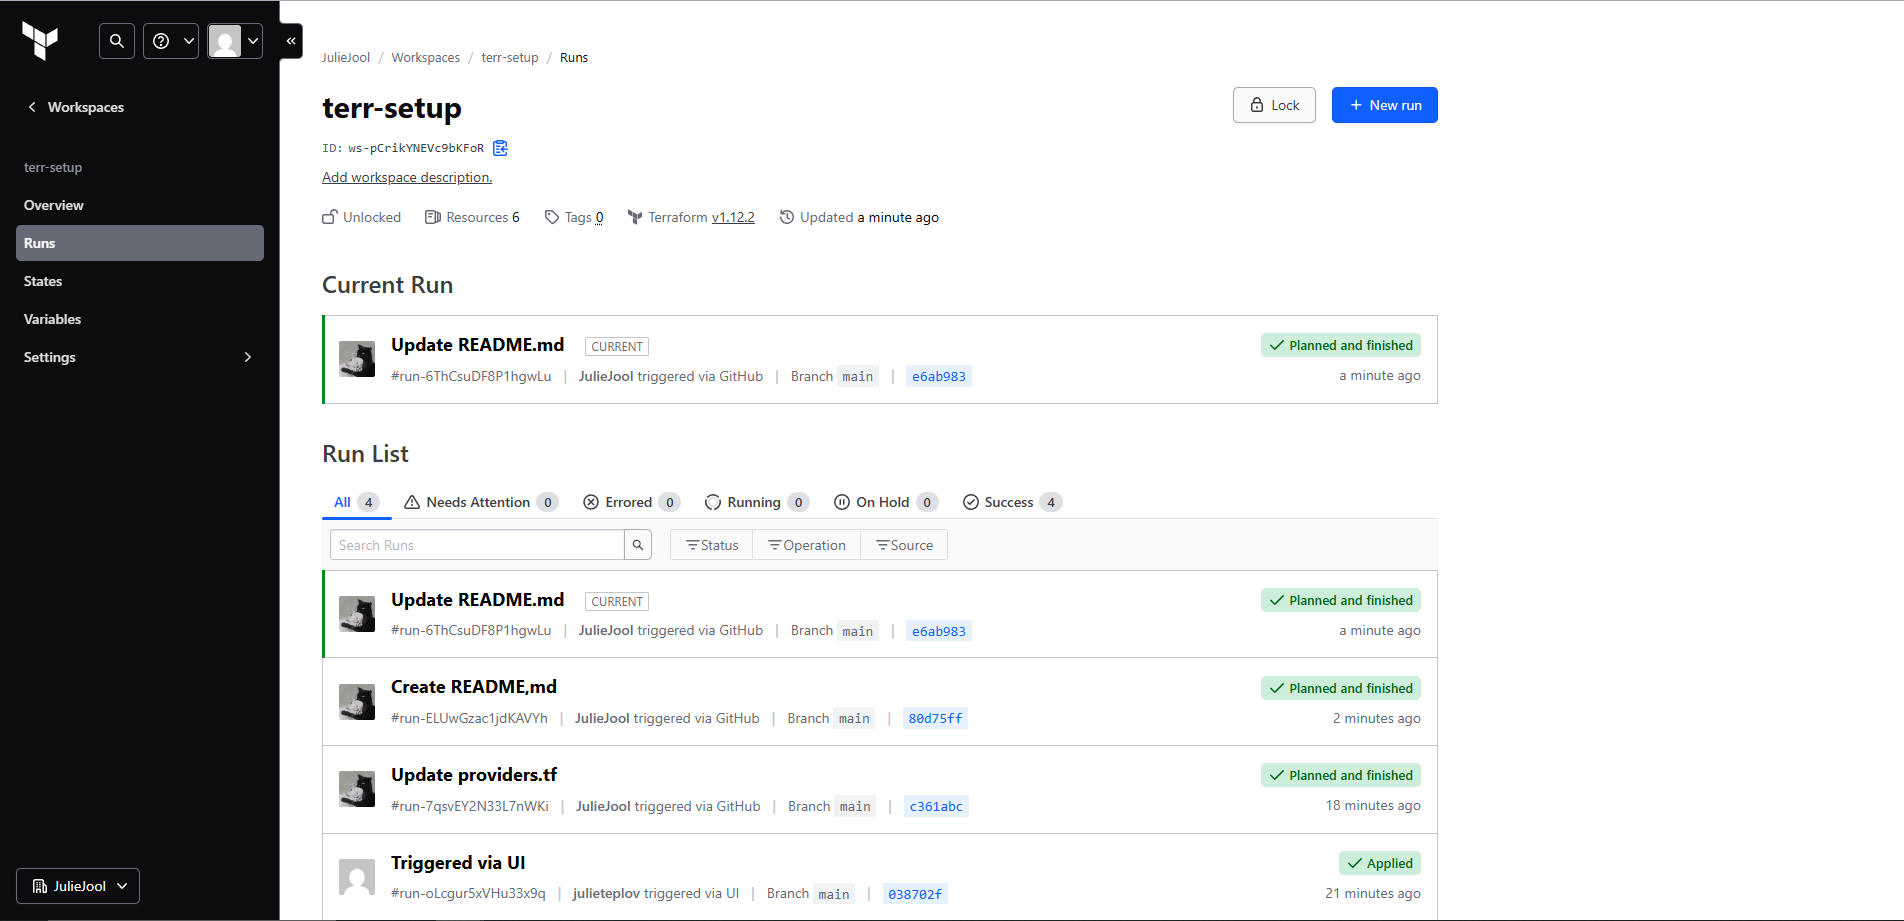 Workspaces
terr-setup
Overview
Runs
States
Variables
Settings
JulieJool
JulieJool / Workspaces / terr-setup / Runs
terr-setup
Lock
+ New run
ID: ws-pCrikYNEVc9bKFoR
Add workspace description.
Unlocked Resources 6 Tags 0 Terraform v1.12.2 Updated a minute ago
Current Run
Update README.md CURRENT Planned and finished
#run-6ThCsuDF8P1hgwLu | JulieJool triggered via GitHub | Branch main | e6ab983 a minute ago
Run List
All 4 Needs Attention 0 Errored 0 Running 0 On Hold 0 Success 4
Search Runs Status Operation Source
Update README.md CURRENT Planned and finished
#run-6ThCsuDF8P1hgwLu | JulieJool triggered via GitHub | Branch main | e6ab983 a minute ago
Create README,md Planned and finished
#run-ELUwGzac1jdKAVYh | JulieJool triggered via GitHub | Branch main | 80d75ff 2 minutes ago
Update providers.tf Planned and finished
#run-7qsvEY2N33L7nWKi | JulieJool triggered via GitHub | Branch main | c361abc 18 minutes ago
Triggered via UI Applied
#run-oLcgur5xVHu33x9q | julieteplov triggered via UI | Branch main | 038702f 21 minutes ago